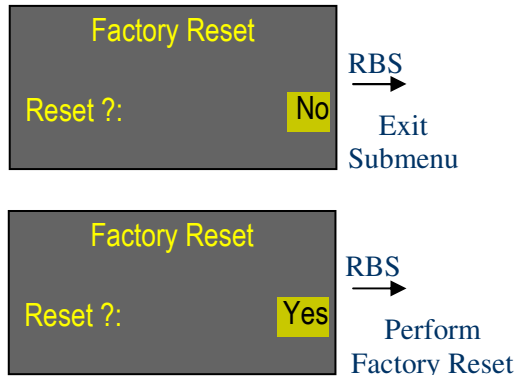 Factory Reset
RBS
Reset ?: No
Exit
Submenu
Factory Reset
RBS
Reset ?: Yes
Perform
Factory Reset